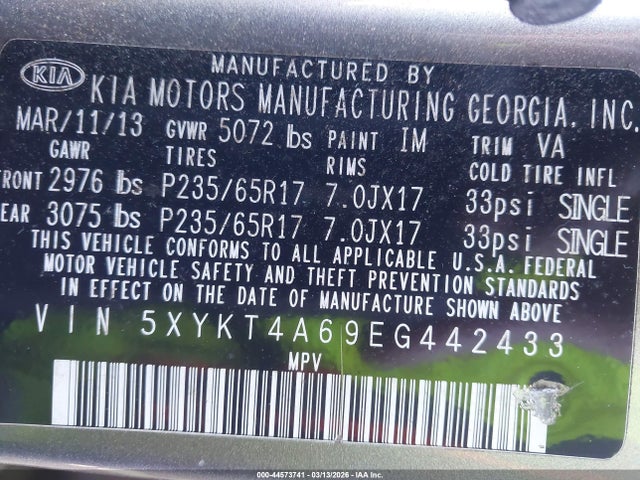 KIA
MANUFACTURED BY
KIA MOTORS MANUFACTURING GEORGIA, INC.
MAR/11/13 GVWR 5072 lbs PAINT IM TRIM VA
GAWR TIRES RIMS COLD TIRE INFL
FRONT 2976 lbs P235/65R17 7.0JX17 33psi SINGLE
EAR 3075 lbs P235/65R17 7.0JX17 33psi SINGLE
THIS VEHICLE CONFORMS TO ALL APPLICABLE U.S.A. FEDERAL
MOTOR VEHICLE SAFETY AND THEFT PREVENTION STANDARDS
IN EFFECT ON THE DATE OF MANUFACTURE SHOWN ABOVE.
VIN 5XYKT4A69EG442433
MPV
000-44573741 - 03/13/2026 - IAA Inc.